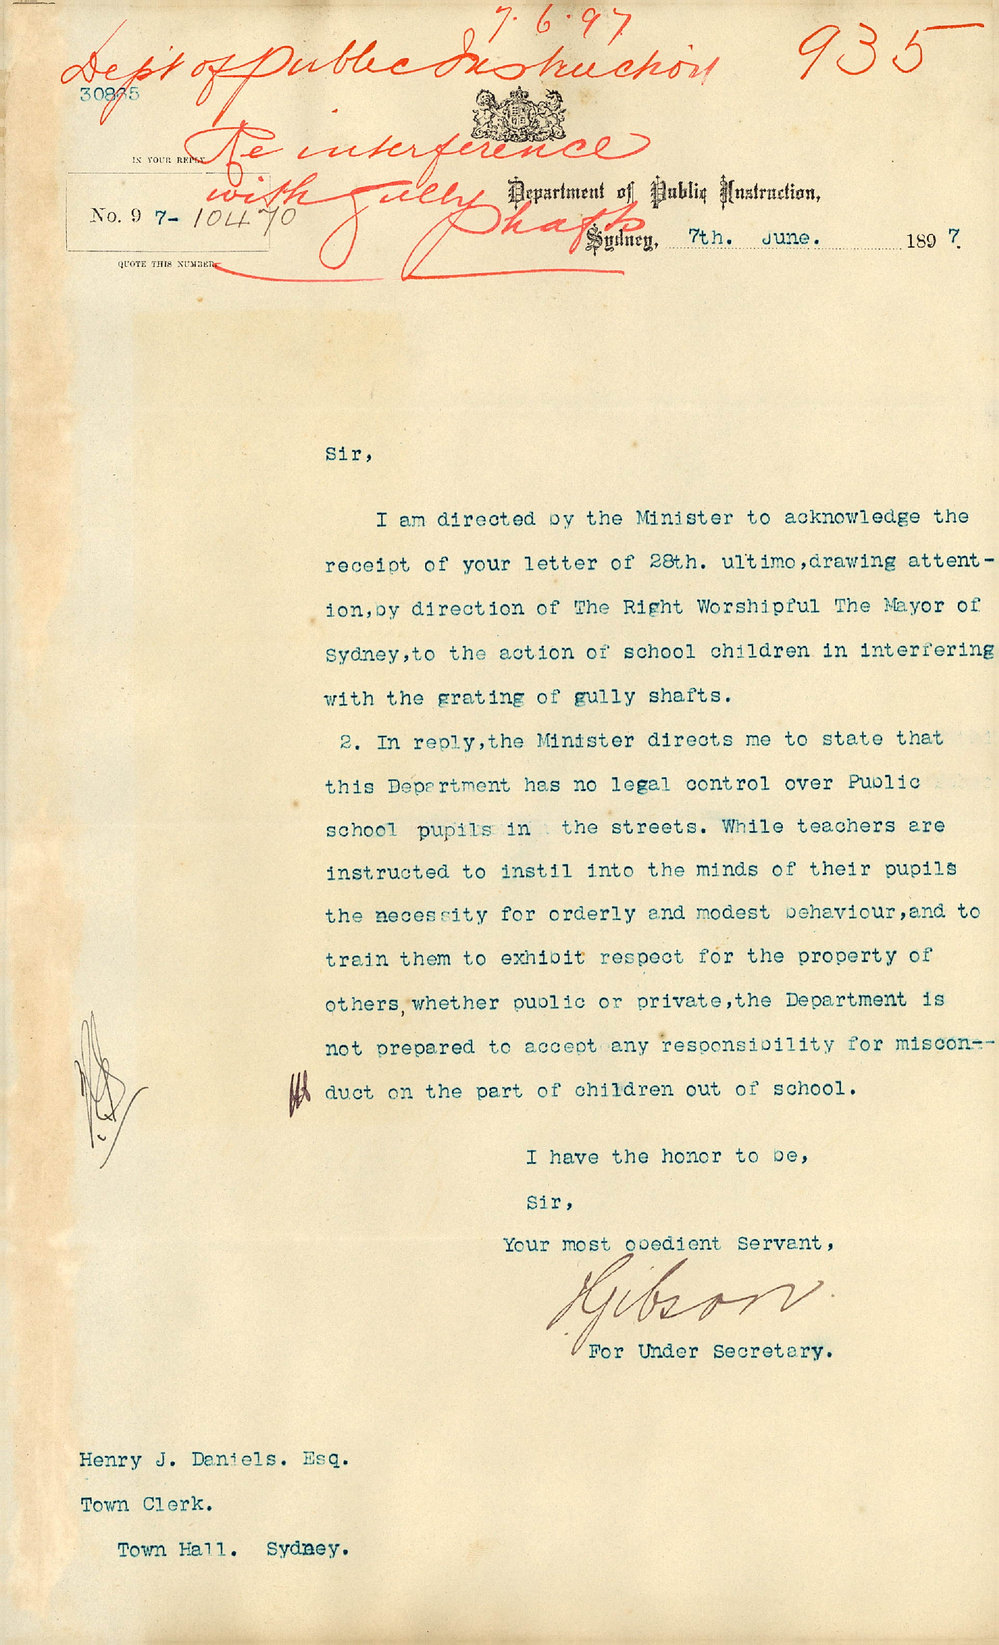 7. 6. 97
Dept of Public Instruction 935
30865
Re interference
IN YOUR REPLY
with Gully
Department of Public Instruction,
No. 9 7- 10470
Shafts
Sydney, 7th. June. 1897.
QUOTE THIS NUMBER
Sir,
I am directed by the Minister to acknowledge the
receipt of your letter of 28th. ultimo,drawing attent-
ion,by direction of The Right Worshipful The Mayor of
Sydney,to the action of school children in interfering
with the grating of gully shafts.
2. In reply,the Minister directs me to state that
this Department has no legal control over Public
school pupils in the streets. While teachers are
instructed to instil into the minds of their pupils
the necessity for orderly and modest behaviour,and to
train them to exhibit respect for the property of
others,whether public or private,the Department is
not prepared to accept any responsibility for miscon--
duct on the part of children out of school.
I have the honor to be,
Sir,
Your most obedient Servant,
HGibson.
For Under Secretary.
Henry J. Daniels. Esq.
Town Clerk.
Town Hall. Sydney.